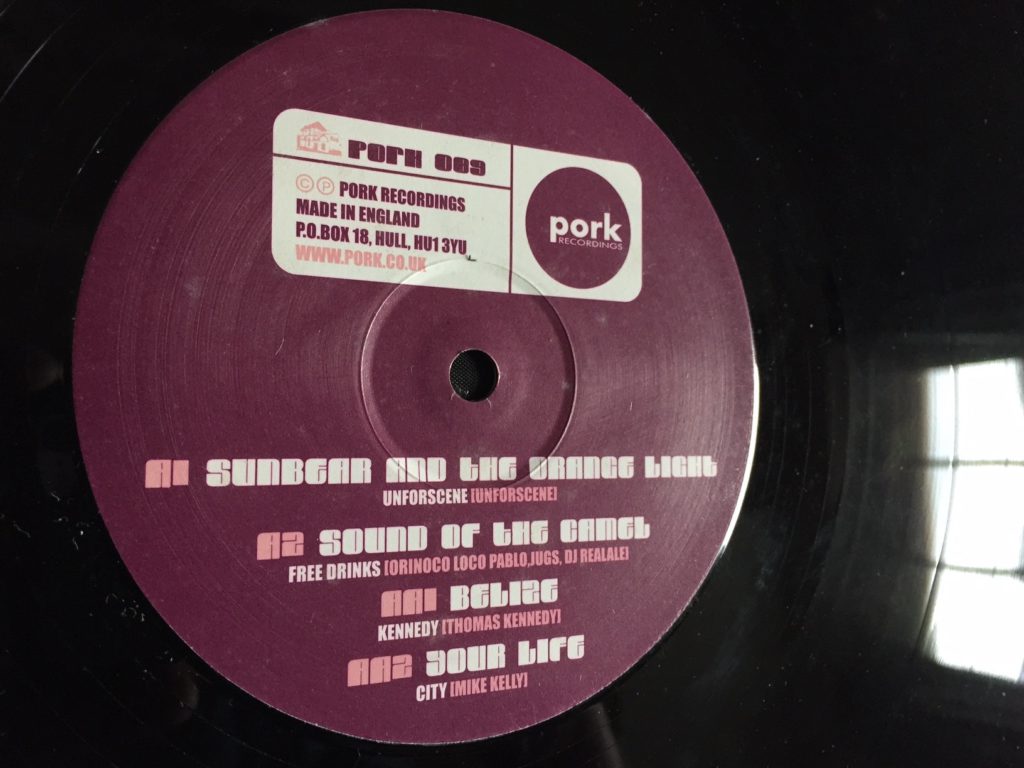 PORK 089
© ℗ PORK RECORDINGS
MADE IN ENGLAND
P.O.BOX 18, HULL, HU1 3YU
WWW.PORK.CO.UK
pork
RECORDINGS
A1 SUNBEAR AND THE ORANGE LIGHT
UNFORSCENE [UNFORSCENE]
A2 SOUND OF THE CAMEL
FREE DRINKS [ORINOCO LOCO PABLO,JUGS, DJ REALALE]
AA1 BELIZE
KENNEDY [THOMAS KENNEDY]
AA2 YOUR LIFE
CITY [MIKE KELLY]